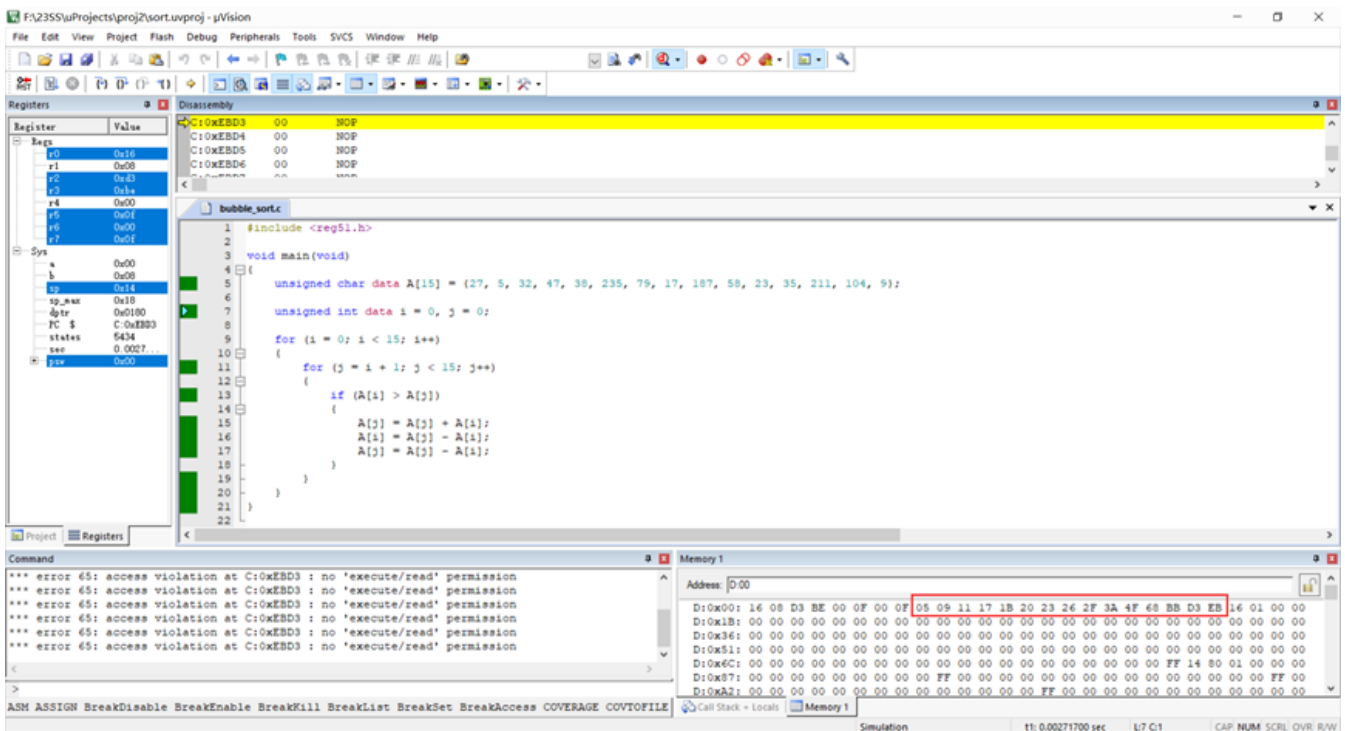 F:\23SS\uProjects\proj2\sort.uvproj - µVision
File Edit View Project Flash Debug Peripherals Tools SVCS Window Help
Registers
Register Value
Regs
r0 0x16
r1 0x08
r2 0xd3
r3 0xbe
r4 0x00
r5 0x0f
r6 0x00
r7 0x0f
Sys
a 0x00
b 0x08
sp 0x14
sp_max 0x18
dptr 0x0180
PC $ C:0xEBD3
states 5434
sec 0.0027...
psw 0x00
Project Registers
Disassembly
C:0xEBD3 00 NOP
C:0xEBD4 00 NOP
C:0xEBD5 00 NOP
C:0xEBD6 00 NOP
bubble_sort.c
1 #include <reg51.h>
2
3 void main(void)
4 {
5 unsigned char data A[15] = {27, 5, 32, 47, 38, 235, 79, 17, 187, 58, 23, 35, 211, 104, 9};
6
7 unsigned int data i = 0, j = 0;
8
9 for (i = 0; i < 15; i++)
10 {
11 for (j = i + 1; j < 15; j++)
12 {
13 if (A[i] > A[j])
14 {
15 A[j] = A[j] + A[i];
16 A[i] = A[j] - A[i];
17 A[j] = A[j] - A[i];
18 }
19 }
20 }
21 }
22
Command
*** error 65: access violation at C:0xEBD3 : no 'execute/read' permission
*** error 65: access violation at C:0xEBD3 : no 'execute/read' permission
*** error 65: access violation at C:0xEBD3 : no 'execute/read' permission
*** error 65: access violation at C:0xEBD3 : no 'execute/read' permission
*** error 65: access violation at C:0xEBD3 : no 'execute/read' permission
*** error 65: access violation at C:0xEBD3 : no 'execute/read' permission
>
ASM ASSIGN BreakDisable BreakEnable BreakKill BreakList BreakSet BreakAccess COVERAGE COVTOFILE
Memory 1
Address: D:00
D:0x00: 16 08 D3 BE 00 0F 00 0F 05 09 11 17 1B 20 23 26 2F 3A 4F 68 BB D3 EB 16 01 00 00
D:0x1B: 00 00 00 00 00 00 00 00 00 00 00 00 00 00 00 00 00 00 00 00 00 00 00 00 00 00 00
D:0x36: 00 00 00 00 00 00 00 00 00 00 00 00 00 00 00 00 00 00 00 00 00 00 00 00 00 00 00
D:0x51: 00 00 00 00 00 00 00 00 00 00 00 00 00 00 00 00 00 00 00 00 00 00 00 00 00 00 00
D:0x6C: 00 00 00 00 00 00 00 00 00 00 00 00 00 00 00 00 00 00 00 00 FF 14 80 01 00 00 00
D:0x87: 00 00 00 00 00 00 00 00 00 FF 00 00 00 00 00 00 00 00 00 00 00 00 00 00 00 FF 00
D:0xA2: 00 00 00 00 00 00 00 00 00 00 00 00 00 00 FF 00 00 00 00 00 00 00 00 00 00 00 00
Call Stack + Locals Memory 1
Simulation t1: 0.00271700 sec L:7 C:1 CAP NUM SCRL OVR R/W